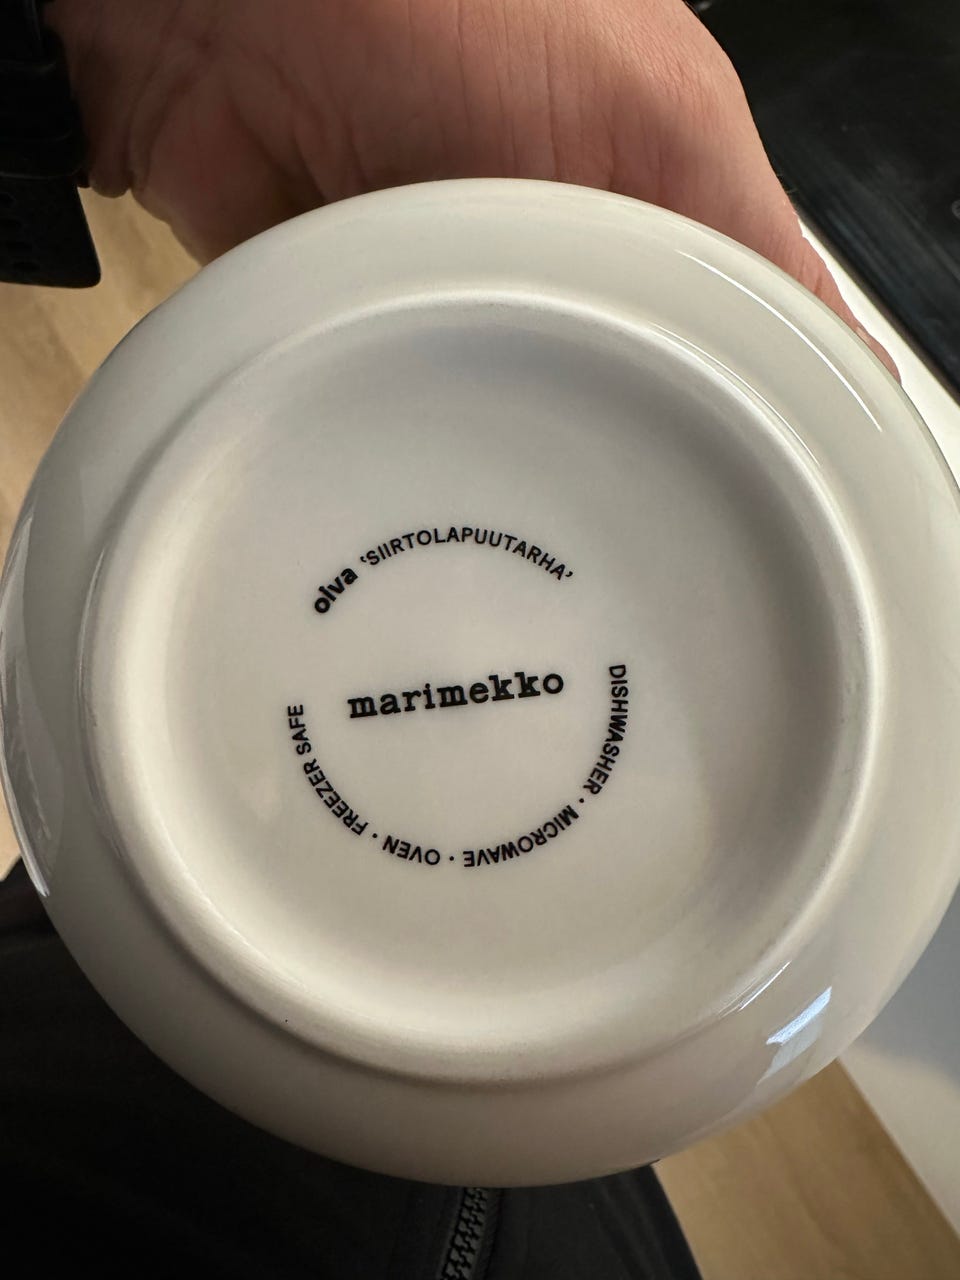 oiva ‘SIIRTOLAPUUTARHA’
marimekko
DISHWASHER · MICROWAVE · OVEN · FREEZER SAFE